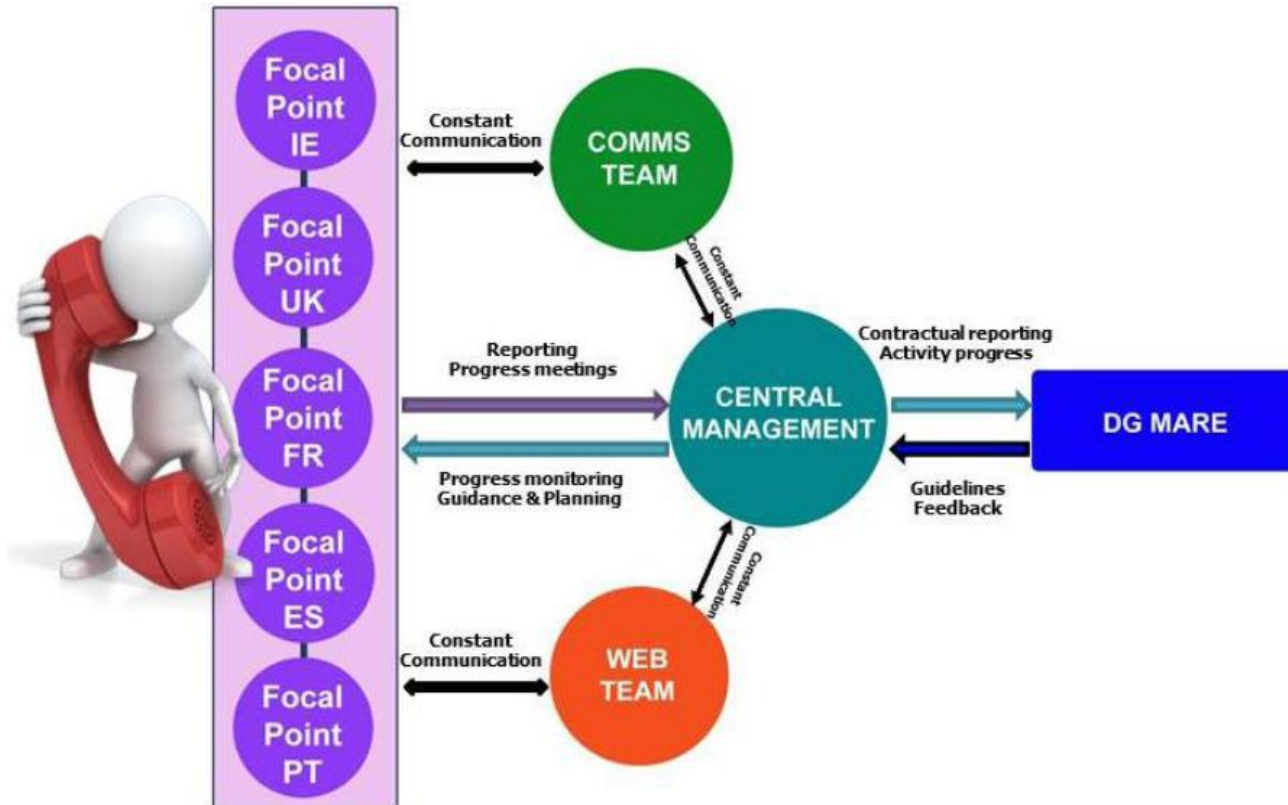 Focal
Point
IE
Focal
Point
UK
Focal
Point
FR
Focal
Point
ES
Focal
Point
PT
Constant
Communication
COMMS
TEAM
Constant
Communication
Reporting
Progress meetings
Progress monitoring
Guidance & Planning
CENTRAL
MANAGEMENT
Contractual reporting
Activity progress
DG MARE
Guidelines
Feedback
Constant
Communication
Constant
Communication
WEB
TEAM